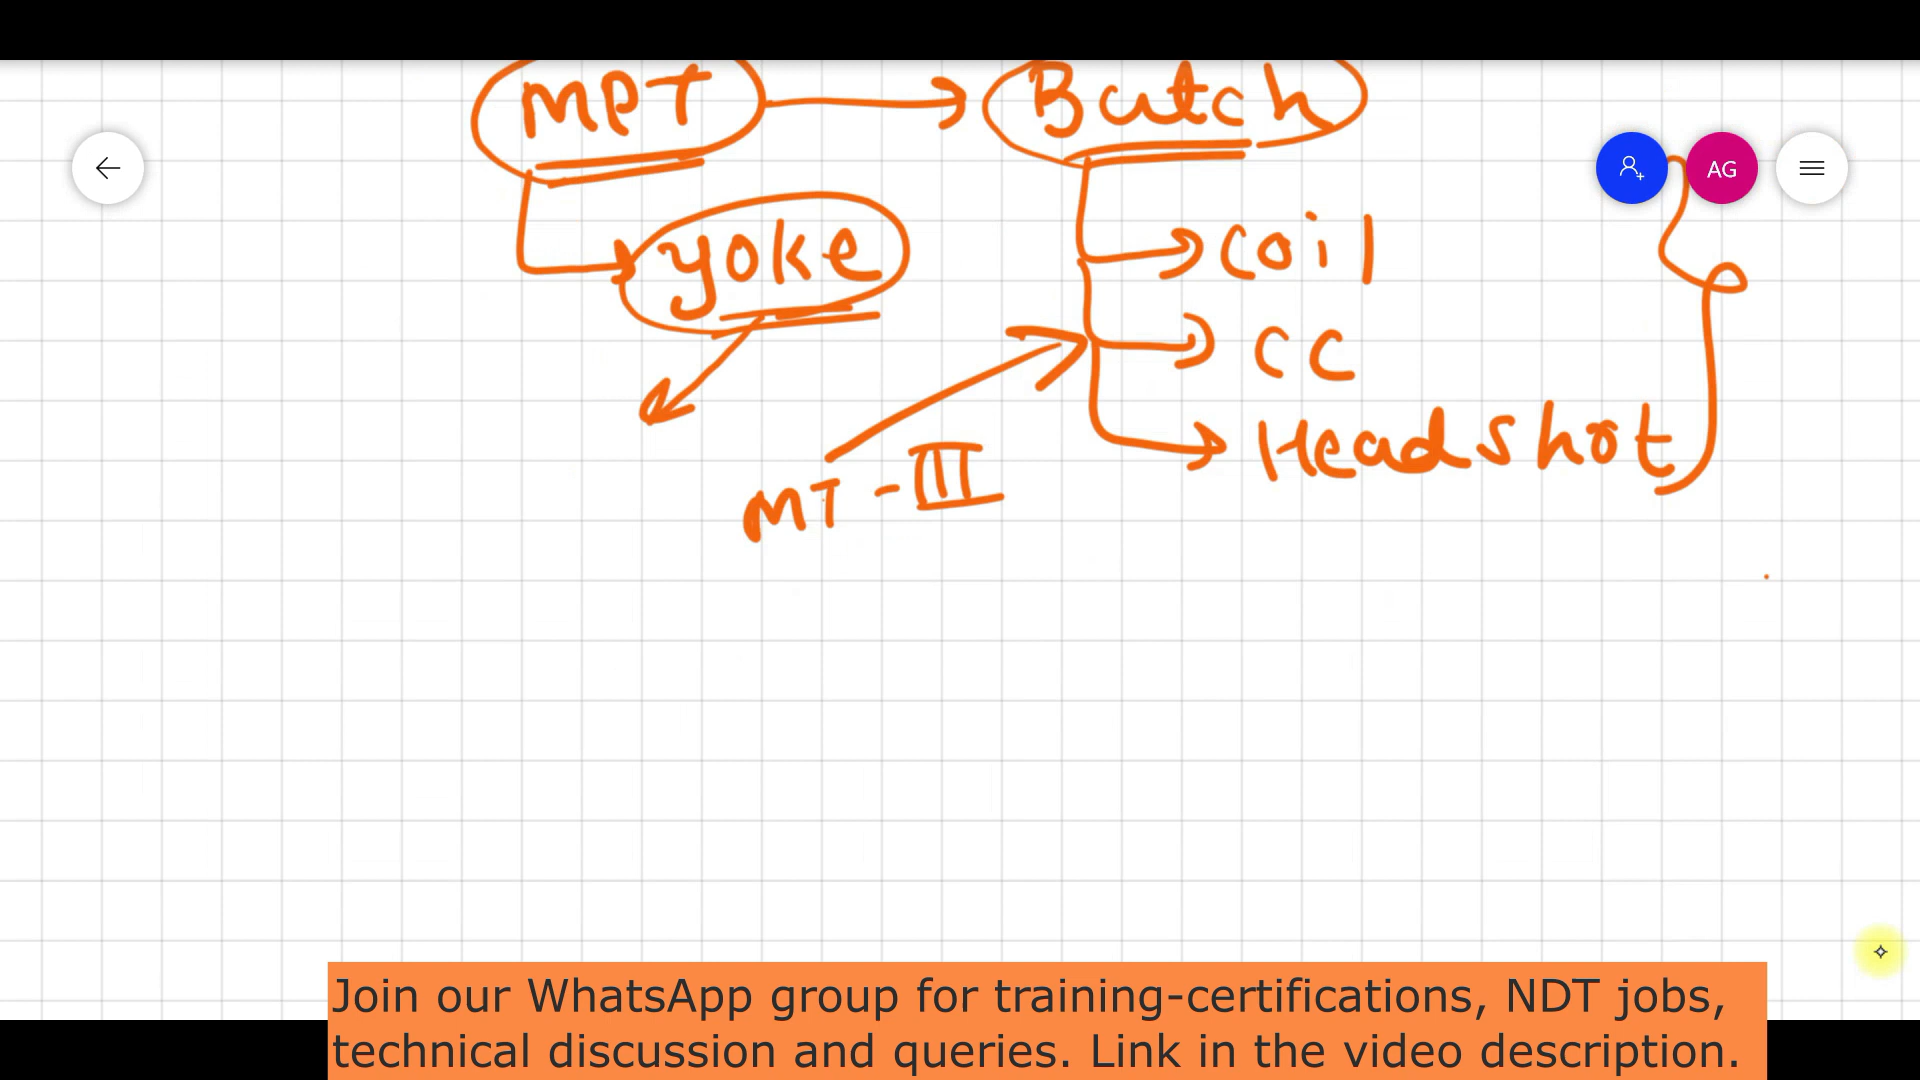 MPT Butch
yoke coil
CC
Headshot
MT - III
AG
Join our WhatsApp group for training-certifications, NDT jobs,
technical discussion and queries. Link in the video description.